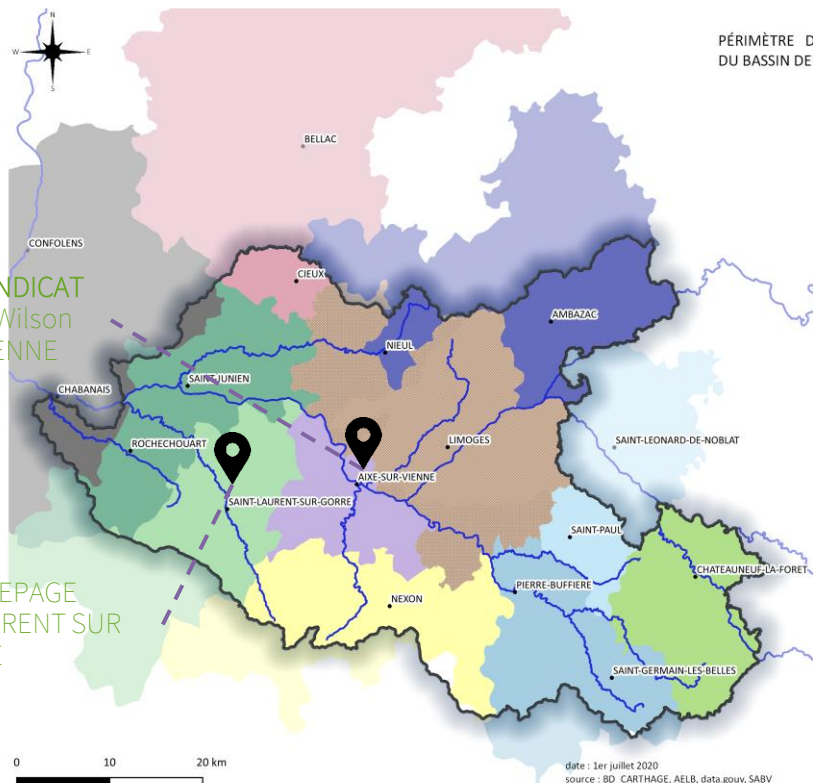 N
W E
S
PÉRIMÈTRE D
DU BASSIN DE
BELLAC
CONFOLENS
CIEUX
NDICAT
Wilson
ENNE
AMBAZAC
NIEUL
SAINT-JUNIEN
CHABANAIS
ROCHECHOUART
LIMOGES
SAINT-LEONARD-DE-NOBLAT
AIXE-SUR-VIENNE
SAINT-LAURENT-SUR-GORRE
SAINT-PAUL
CHATEAUNEUF-LA-FORET
PIERRE-BUFFIERE
NEXON
EPAGE
RENT SUR
E
SAINT-GERMAIN-LES-BELLES
0 10 20 km
date : 1er juillet 2020
source : BD_CARTHAGE, AELB, data.gouv, SABV